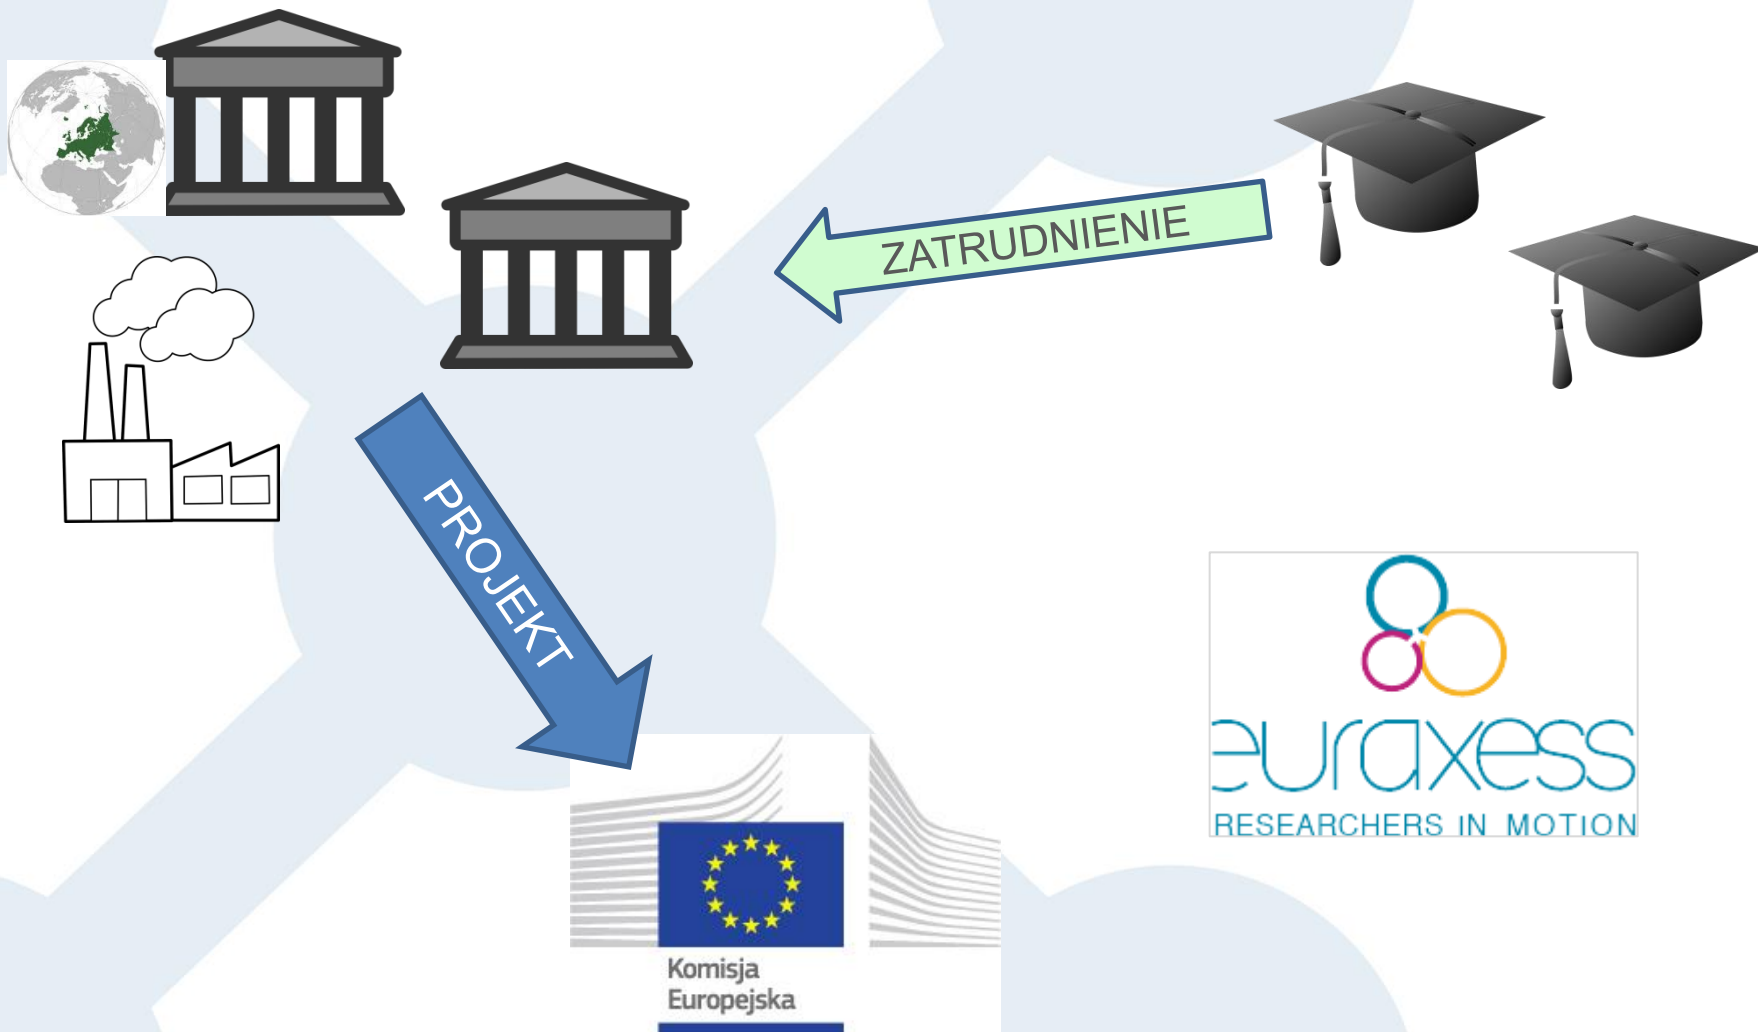 ZATRUDNIENIE
PROJEKT
euraxess
RESEARCHERS IN MOTION
Komisja
Europejska